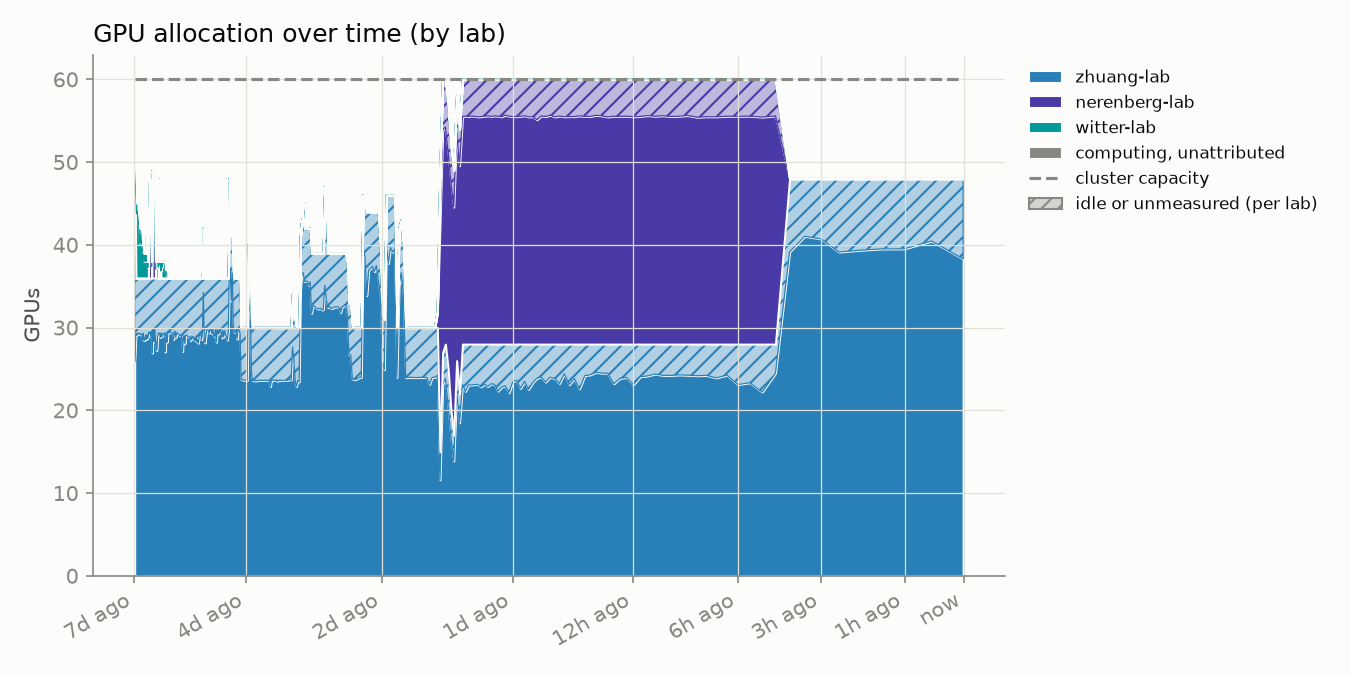 GPU allocation over time (by lab)
60
50
40
30
20
10
0
GPUs
7d ago
4d ago
2d ago
1d ago
12h ago
6h ago
3h ago
1h ago
now
zhuang-lab
nerenberg-lab
witter-lab
computing, unattributed
cluster capacity
idle or unmeasured (per lab)